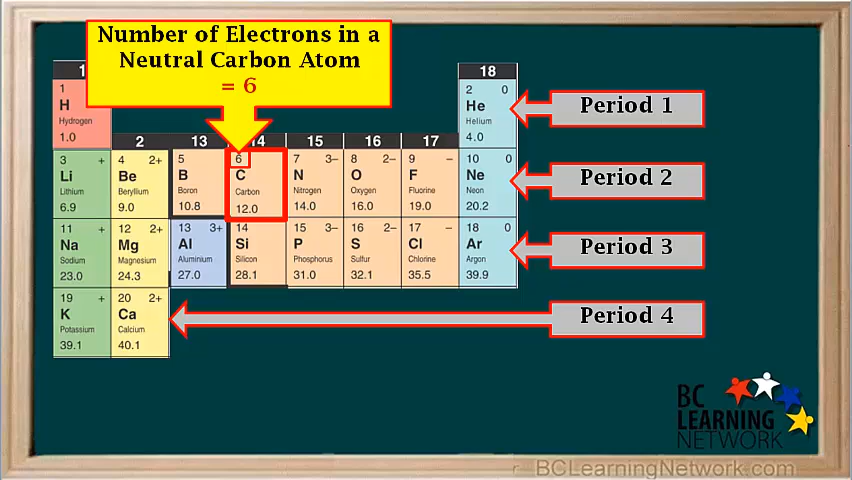 Number of Electrons in a
Neutral Carbon Atom
= 6
1 18
1 2 0
H He Period 1
Hydrogen Helium
1.0 4.0
2 13 14 15 16 17
3 + 4 2+ 5 6 7 3– 8 2– 9 – 10 0
Li Be B C N O F Ne Period 2
Lithium Beryllium Boron Carbon Nitrogen Oxygen Fluorine Neon
6.9 9.0 10.8 12.0 14.0 16.0 19.0 20.2
11 + 12 2+ 13 3+ 14 15 3– 16 2– 17 – 18 0
Na Mg Al Si P S Cl Ar Period 3
Sodium Magnesium Aluminium Silicon Phosphorus Sulfur Chlorine Argon
23.0 24.3 27.0 28.1 31.0 32.1 35.5 39.9
19 + 20 2+
K Ca Period 4
Potassium Calcium
39.1 40.1
BC
LEARNING
NETWORK
BCLearningNetwork.com